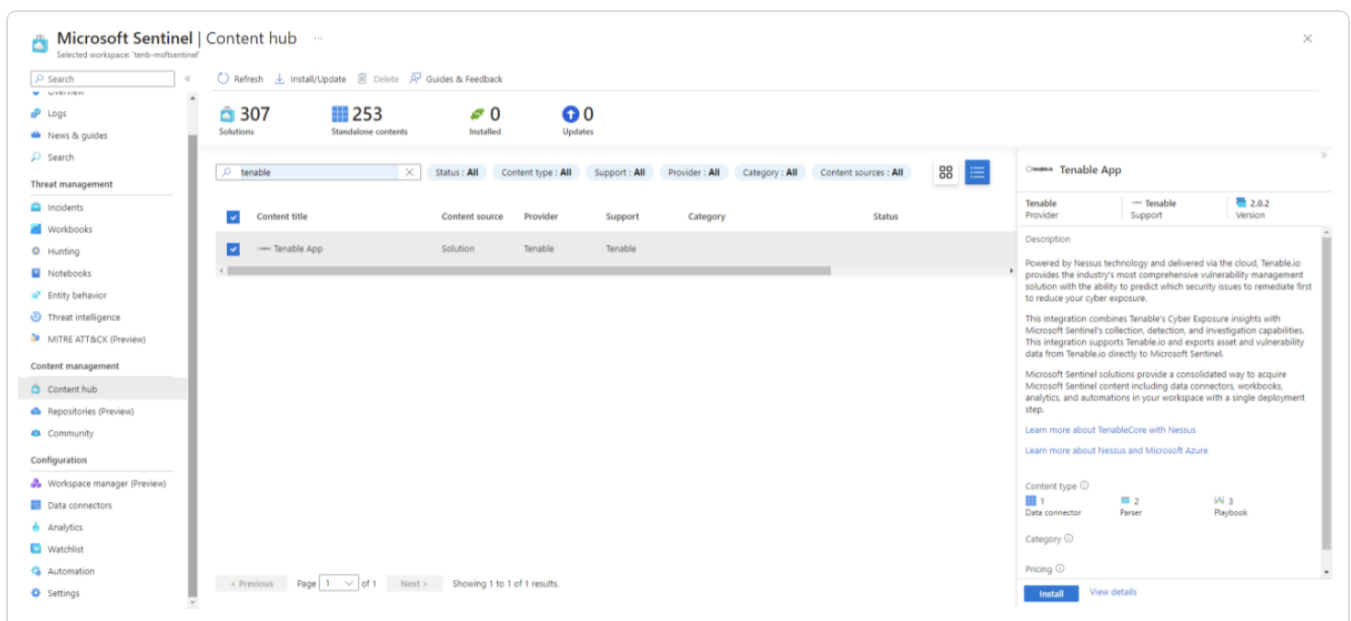 Microsoft Sentinel | Content hub ...
Selected workspace: 'tenb-msftsentinel'
Search
Overview
Logs
News & guides
Search
Threat management
Incidents
Workbooks
Hunting
Notebooks
Entity behavior
Threat intelligence
MITRE ATT&CK (Preview)
Content management
Content hub
Repositories (Preview)
Community
Configuration
Workspace manager (Preview)
Data connectors
Analytics
Watchlist
Automation
Settings
Refresh Install/Update Delete Guides & Feedback
307 253 0 0
Solutions Standalone contents Installed Updates
tenable Status : All Content type : All Support : All Provider : All Category : All Content sources : All
Content title Content source Provider Support Category Status
Tenable App Solution Tenable Tenable
< Previous Page 1 of 1 Next > Showing 1 to 1 of 1 results.
Tenable App
Tenable Tenable 2.0.2
Provider Support Version
Description
Powered by Nessus technology and delivered via the cloud, Tenable.io
provides the industry's most comprehensive vulnerability management
solution with the ability to predict which security issues to remediate first
to reduce your cyber exposure.
This integration combines Tenable's Cyber Exposure insights with
Microsoft Sentinel's collection, detection, and investigation capabilities.
This integration supports Tenable.io and exports asset and vulnerability
data from Tenable.io directly to Microsoft Sentinel.
Microsoft Sentinel solutions provide a consolidated way to acquire
Microsoft Sentinel content including data connectors, workbooks,
analytics, and automations in your workspace with a single deployment
step.
Learn more about TenableCore with Nessus
Learn more about Nessus and Microsoft Azure
Content type
1 2 3
Data connector Parser Playbook
Category
Pricing
Install View details